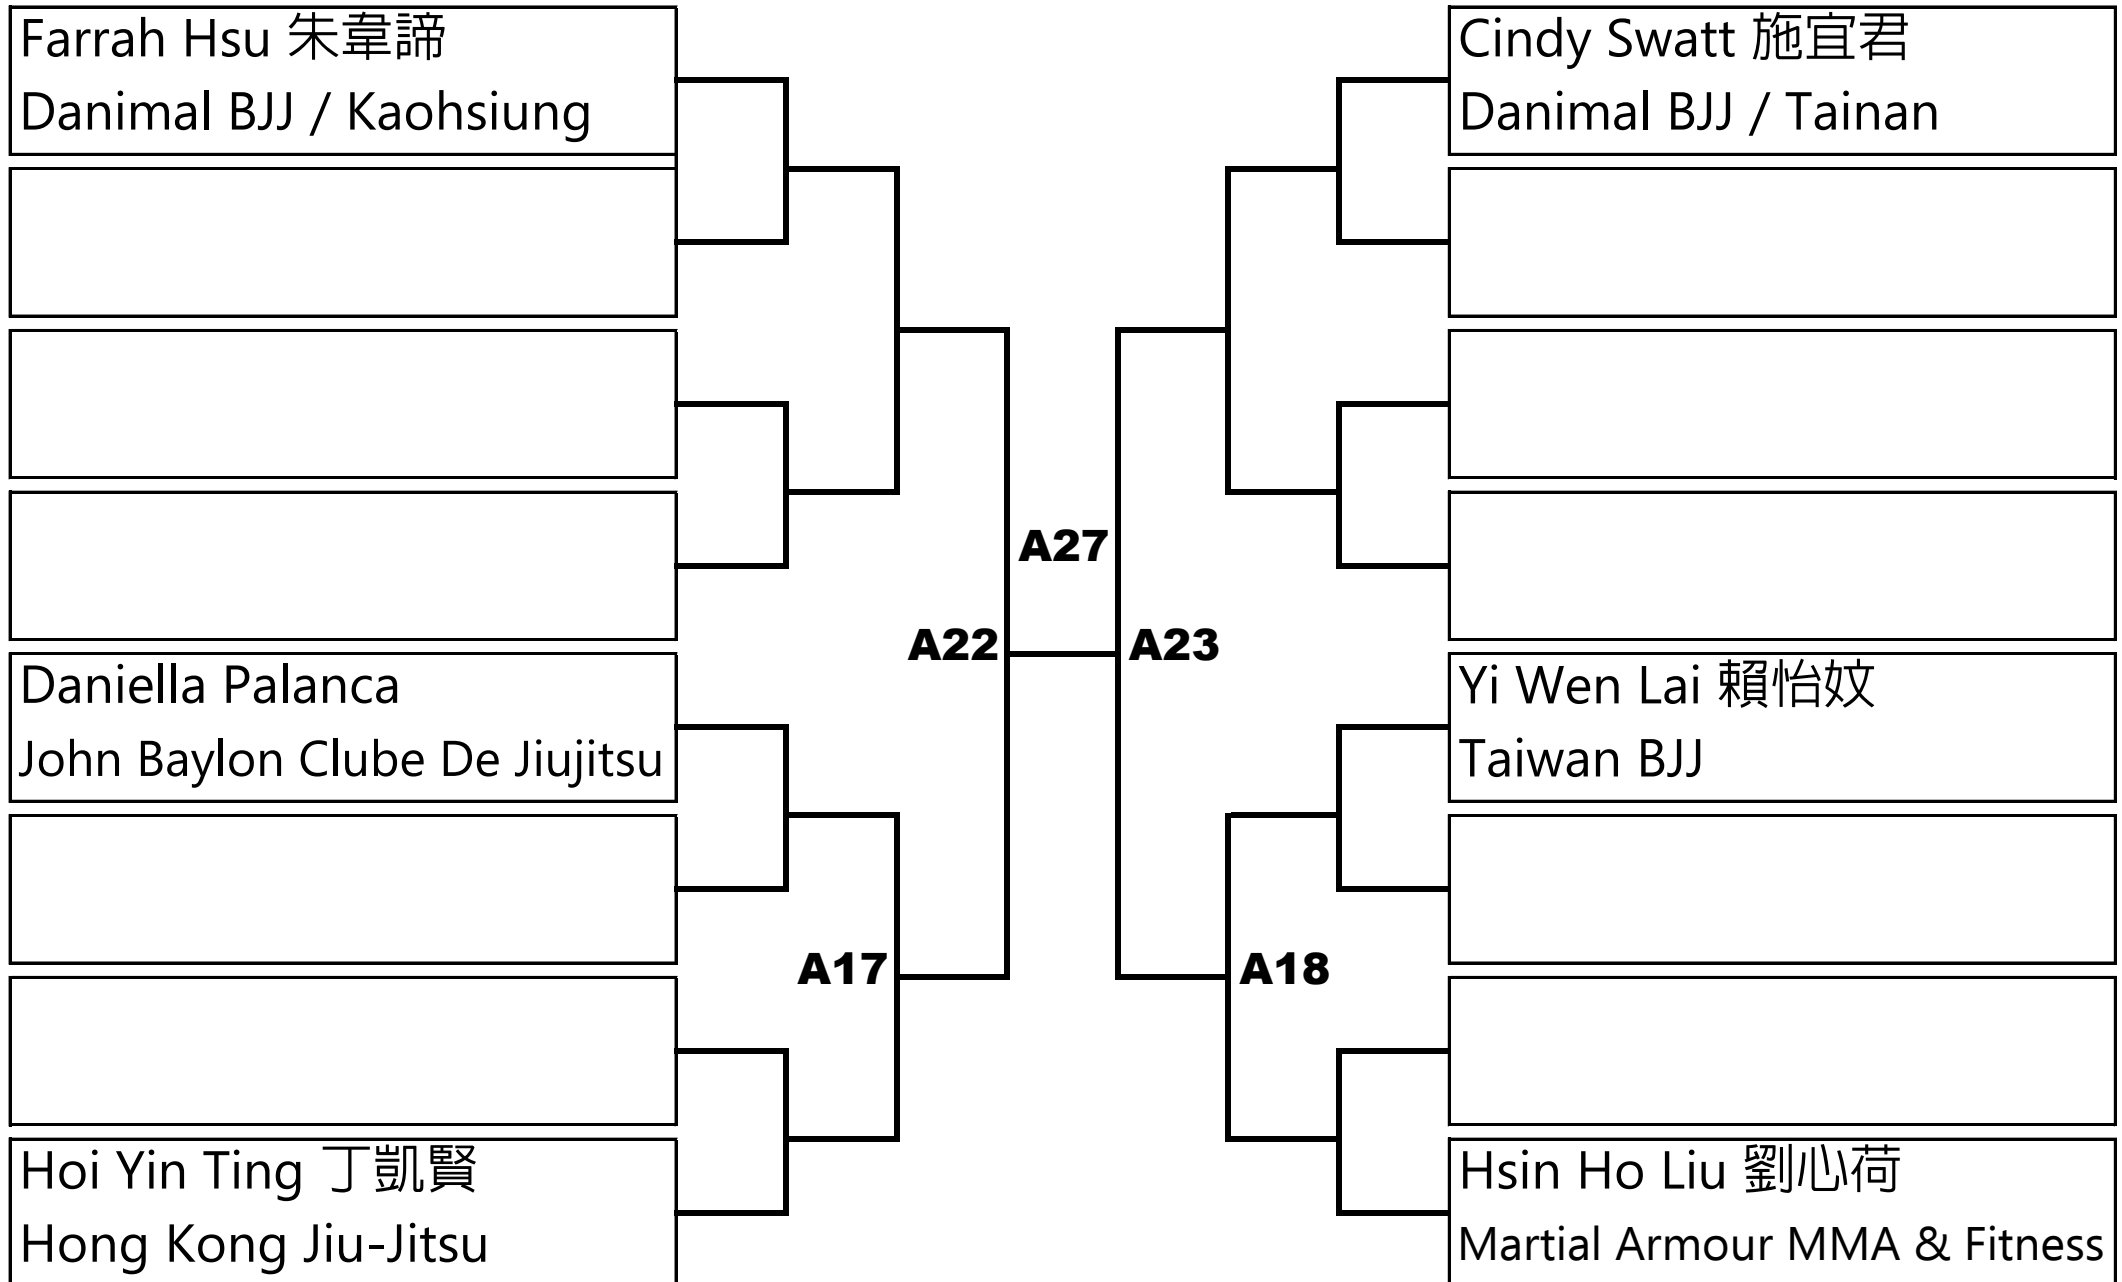 Farrah Hsu 朱韋諦
Danimal BJJ / Kaohsiung
Daniella Palanca
John Baylon Clube De Jiujitsu
Hoi Yin Ting 丁凱賢
Hong Kong Jiu-Jitsu
A17
A22
A27
A23
A18
Cindy Swatt 施宜君
Danimal BJJ / Tainan
Yi Wen Lai 賴怡妏
Taiwan BJJ
Hsin Ho Liu 劉心荷
Martial Armour MMA & Fitness